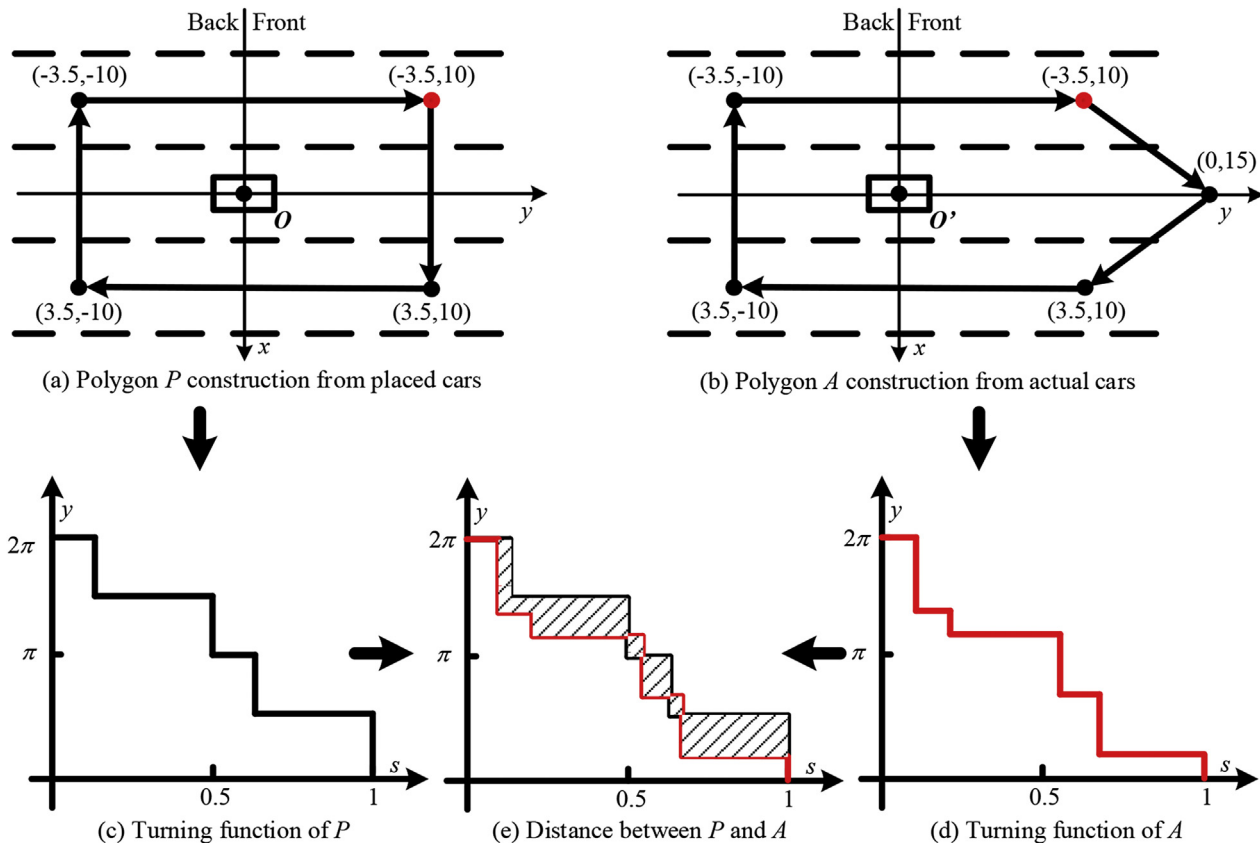 Back Front
(-3.5,-10)
(-3.5,10)
O
y
(3.5,-10)
(3.5,10)
x
(a) Polygon P construction from placed cars
Back Front
(-3.5,-10)
(-3.5,10)
(0,15)
O’
y
(3.5,-10)
(3.5,10)
x
(b) Polygon A construction from actual cars
y
2π
π
s
0.5
1
(c) Turning function of P
y
2π
π
s
0.5
1
(e) Distance between P and A
y
2π
π
s
0.5
1
(d) Turning function of A